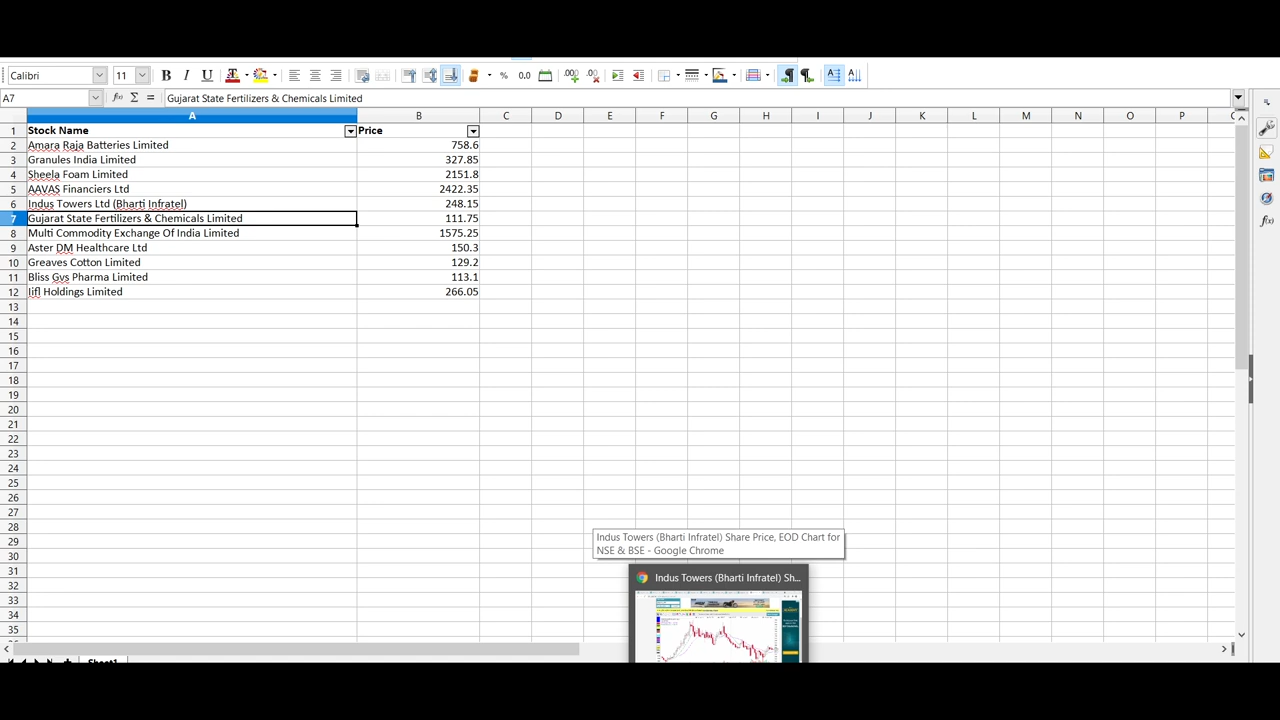 Calibri 11 B I U % 0.0
A7 Gujarat State Fertilizers & Chemicals Limited
A B C D E F G H I J K L M N O P Q
1 Stock Name Price
2 Amara Raja Batteries Limited 758.6
3 Granules India Limited 327.85
4 Sheela Foam Limited 2151.8
5 AAVAS Financiers Ltd 2422.35
6 Indus Towers Ltd (Bharti Infratel) 248.15
7 Gujarat State Fertilizers & Chemicals Limited 111.75
8 Multi Commodity Exchange Of India Limited 1575.25
9 Aster DM Healthcare Ltd 150.3
10 Greaves Cotton Limited 129.2
11 Bliss Gvs Pharma Limited 113.1
12 Iifl Holdings Limited 266.05
13
14
15
16
17
18
19
20
21
22
23
24
25
26
27
28
29
30
31
32
33
34
35
Indus Towers (Bharti Infratel) Share Price, EOD Chart for
NSE & BSE - Google Chrome
Indus Towers (Bharti Infratel) Sh...
Sheet1